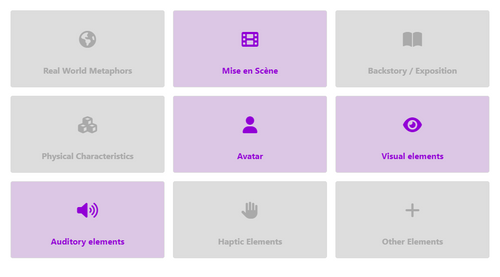 Real World Metaphors
Mise en Scène
Backstory / Exposition
Physical Characteristics
Avatar
Visual elements
Auditory elements
Haptic Elements
Other Elements